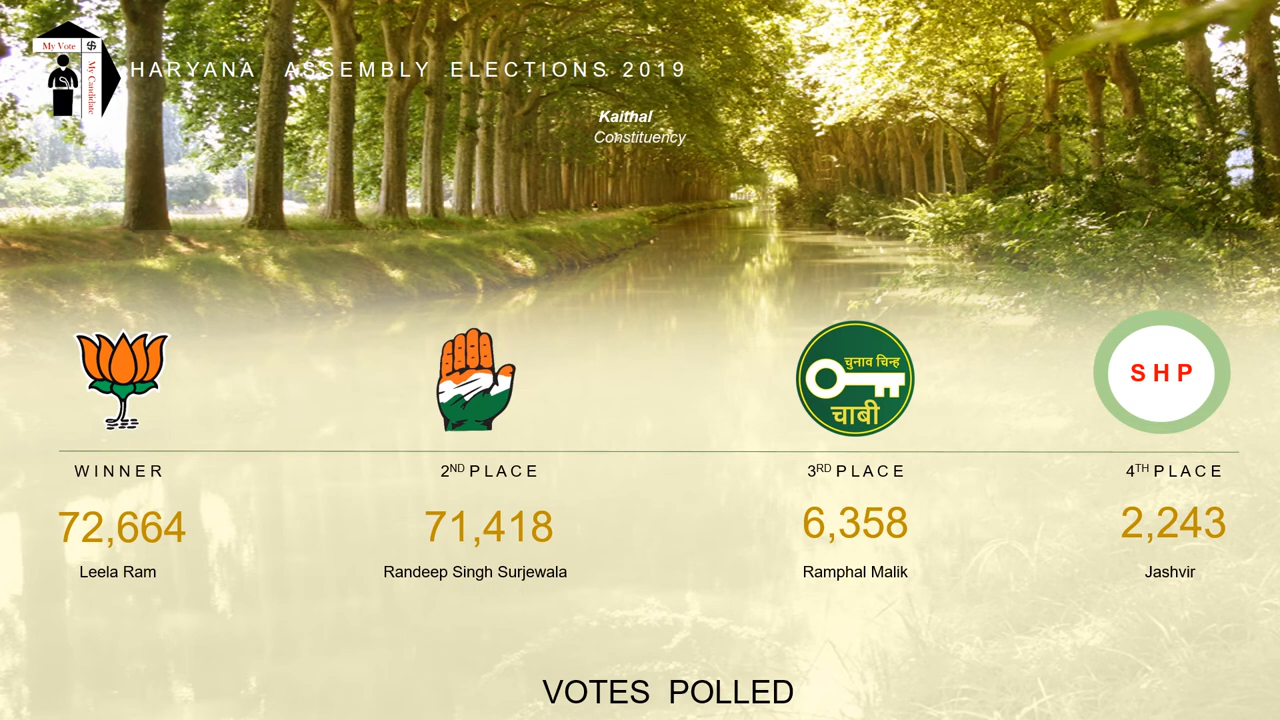 My Vote
My Candidate
HARYANA ASSEMBLY ELECTIONS 2019
Kaithal
Constituency
चुनाव चिन्ह
चाबी
SHP
WINNER
2ND PLACE
3RD PLACE
4TH PLACE
72,664
71,418
6,358
2,243
Leela Ram
Randeep Singh Surjewala
Ramphal Malik
Jashvir
VOTES POLLED